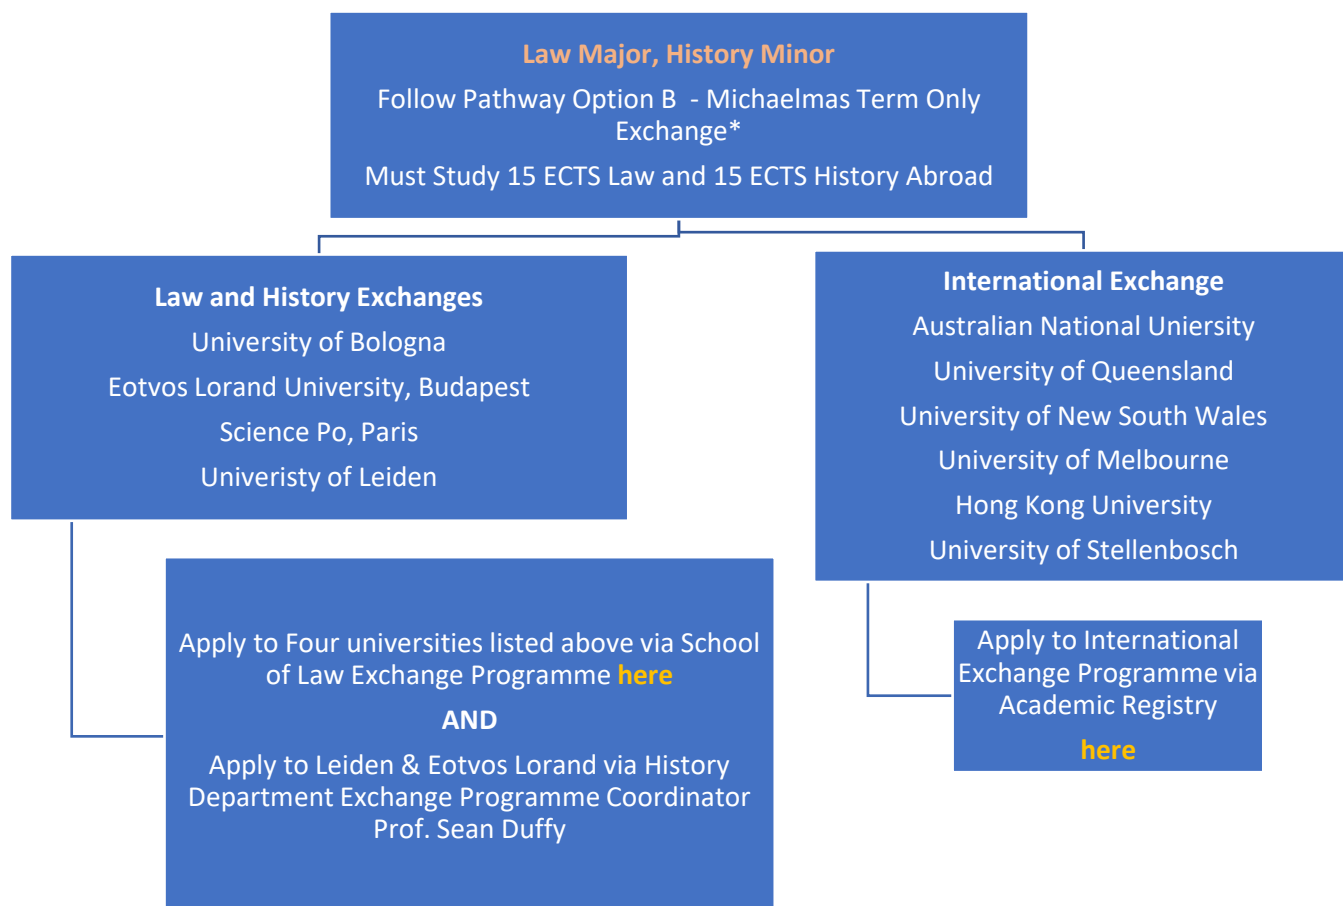 Law Major, History Minor
Follow Pathway Option B - Michaelmas Term Only
Exchange*
Must Study 15 ECTS Law and 15 ECTS History Abroad
Law and History Exchanges
University of Bologna
Eotvos Lorand University, Budapest
Science Po, Paris
Univeristy of Leiden
Apply to Four universities listed above via School
of Law Exchange Programme here
AND
Apply to Leiden & Eotvos Lorand via History
Department Exchange Programme Coordinator
Prof. Sean Duffy
International Exchange
Australian National Uniersity
University of Queensland
University of New South Wales
University of Melbourne
Hong Kong University
University of Stellenbosch
Apply to International
Exchange Programme via
Academic Registry
here